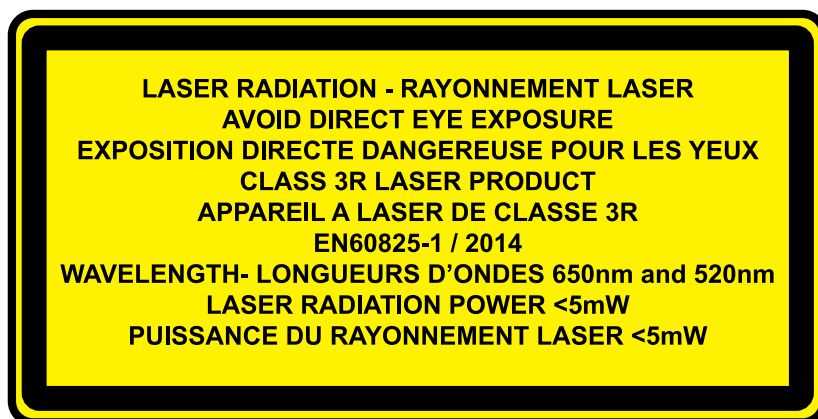 LASER RADIATION - RAYONNEMENT LASER
AVOID DIRECT EYE EXPOSURE
EXPOSITION DIRECTE DANGEREUSE POUR LES YEUX
CLASS 3R LASER PRODUCT
APPAREIL A LASER DE CLASSE 3R
EN60825-1 / 2014
WAVELENGTH- LONGUEURS D’ONDES 650nm and 520nm
LASER RADIATION POWER <5mW
PUISSANCE DU RAYONNEMENT LASER <5mW